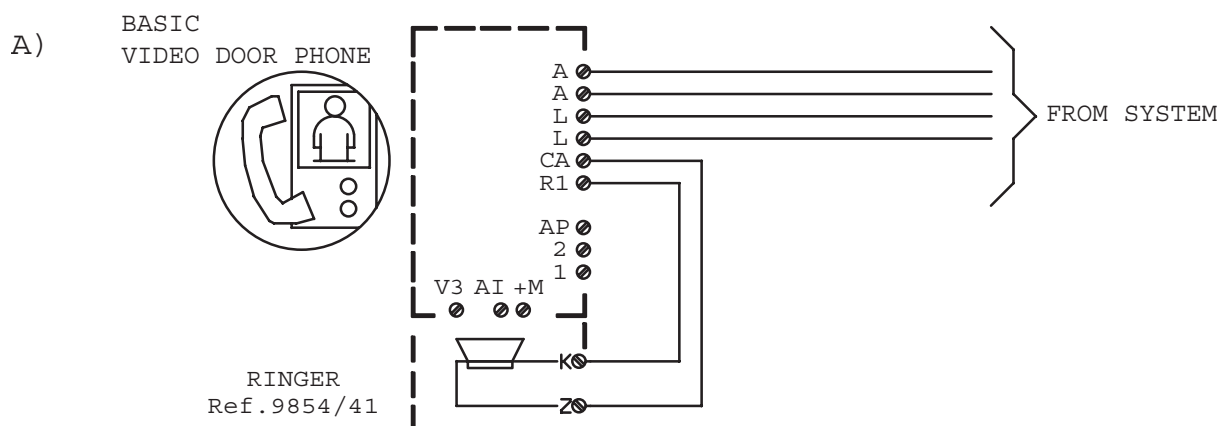 A)
BASIC
VIDEO DOOR PHONE
A
A
L
L
CA
R1
AP
2
1
V3 AI +M
K
Z
FROM SYSTEM
RINGER
Ref.9854/41